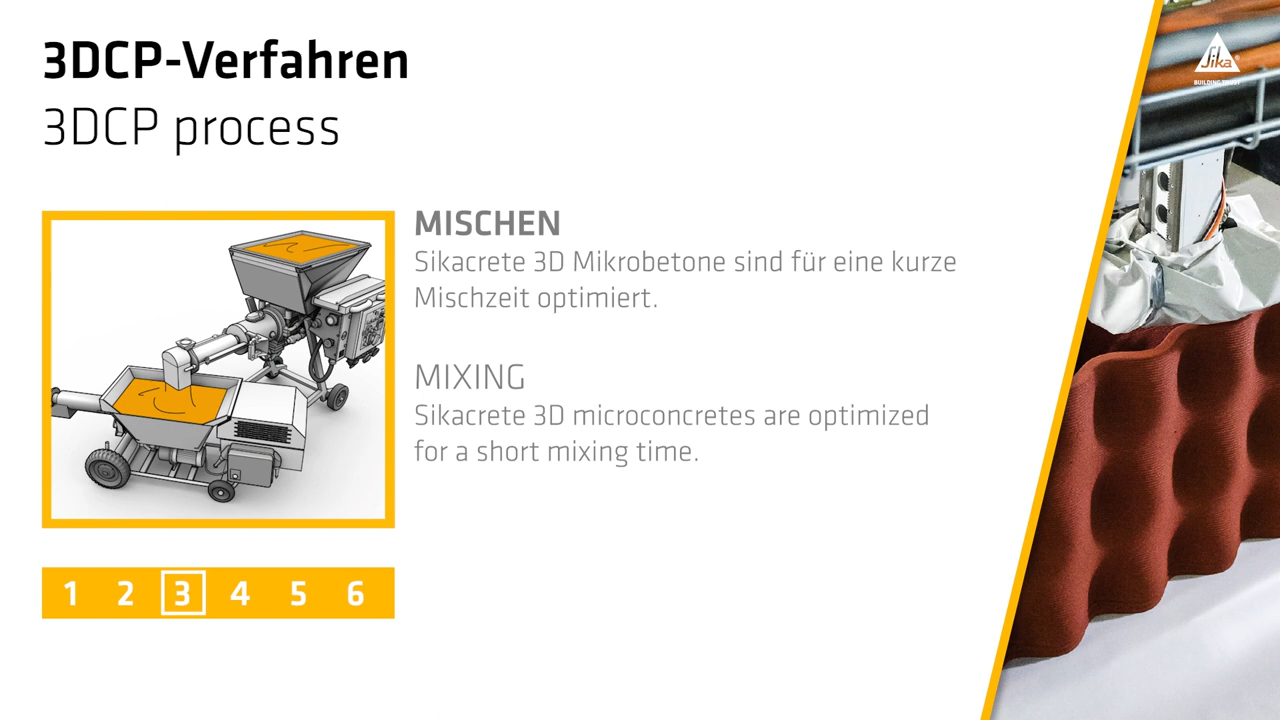 3DCP-Verfahren
3DCP process
Sika
MISCHEN
Sikacrete 3D Mikrobetone sind für eine kurze
Mischzeit optimiert.
MIXING
Sikacrete 3D microconcretes are optimized
for a short mixing time.
1 2 3 4 5 6